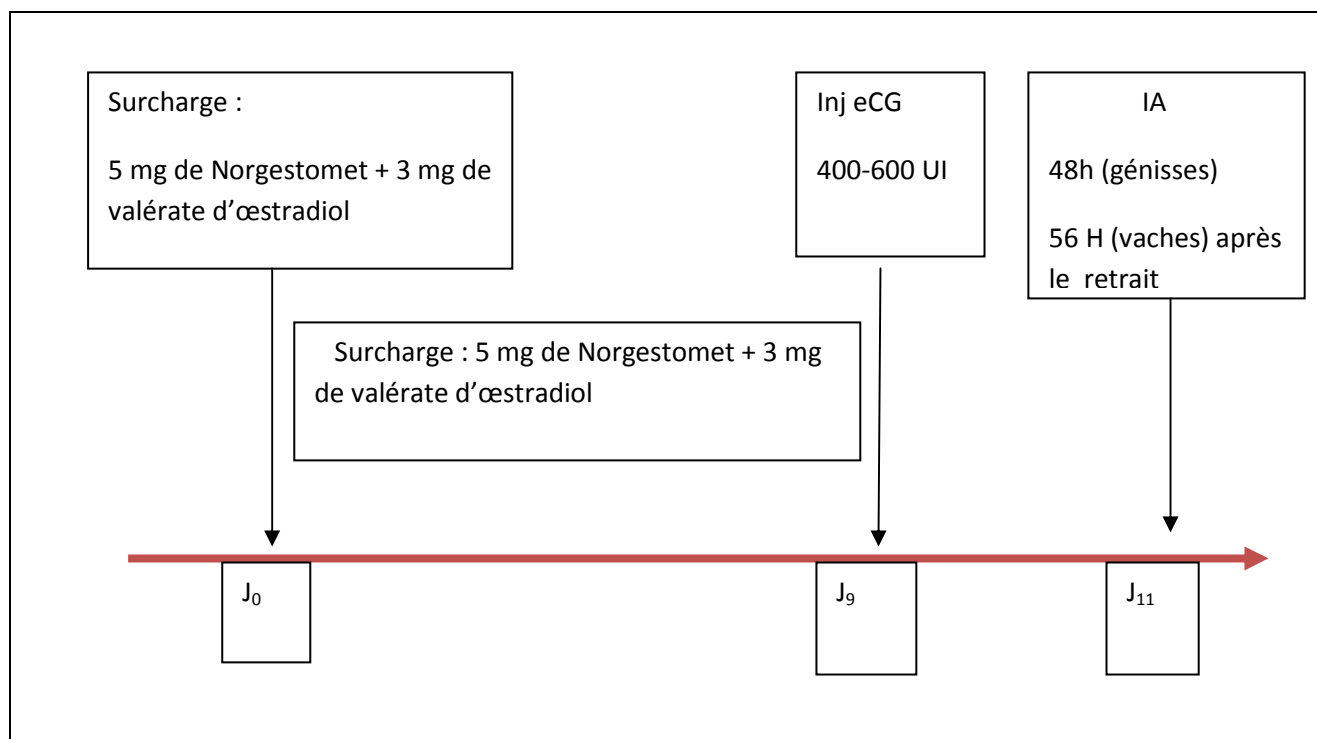 Surcharge :
5 mg de Norgestomet + 3 mg de
valérate d'œstradiol
Inj eCG
400-600 UI
IA
48h (génisses)
56 H (vaches) après
le retrait
Surcharge : 5 mg de Norgestomet + 3 mg
de valérate d'œstradiol
J₀
J₉
J₁₁